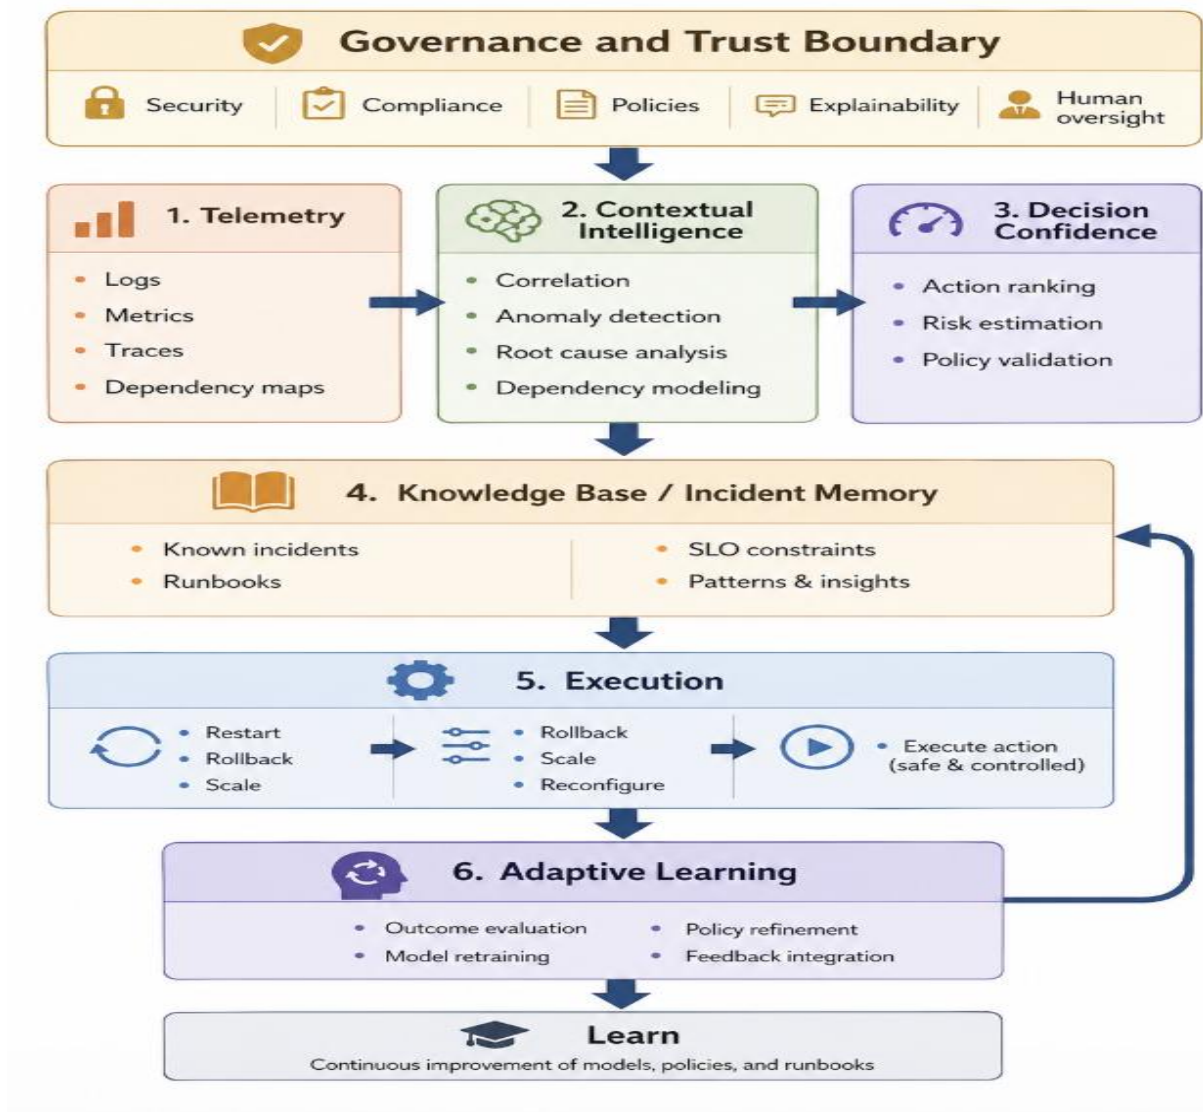 Governance and Trust Boundary
Security
Compliance
Policies
Explainability
Human
oversight
1. Telemetry
Logs
Metrics
Traces
Dependency maps
2. Contextual
Intelligence
Correlation
Anomaly detection
Root cause analysis
Dependency modeling
3. Decision
Confidence
Action ranking
Risk estimation
Policy validation
4. Knowledge Base / Incident Memory
Known incidents
Runbooks
SLO constraints
Patterns & insights
5. Execution
Restart
Rollback
Scale
Rollback
Scale
Reconfigure
Execute action
(safe & controlled)
6. Adaptive Learning
Outcome evaluation
Model retraining
Policy refinement
Feedback integration
Learn
Continuous improvement of models, policies, and runbooks